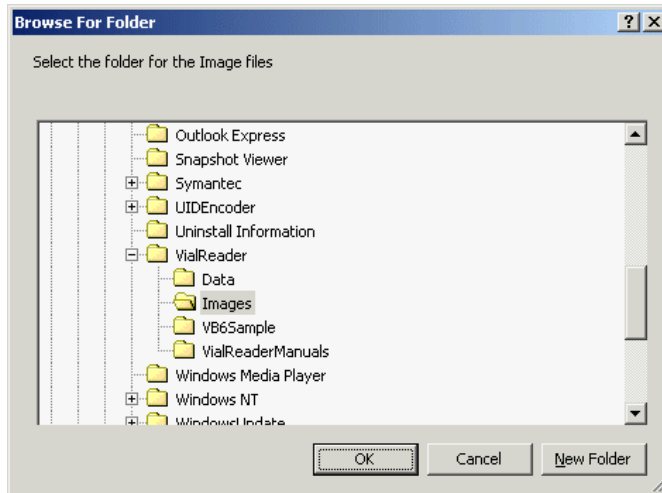 Browse For Folder
Select the folder for the Image files
Outlook Express
Snapshot Viewer
Symantec
UIDEncoder
Uninstall Information
VialReader
Data
Images
VB6Sample
VialReaderManuals
Windows Media Player
Windows NT
WindowsUpdate
OK Cancel New Folder